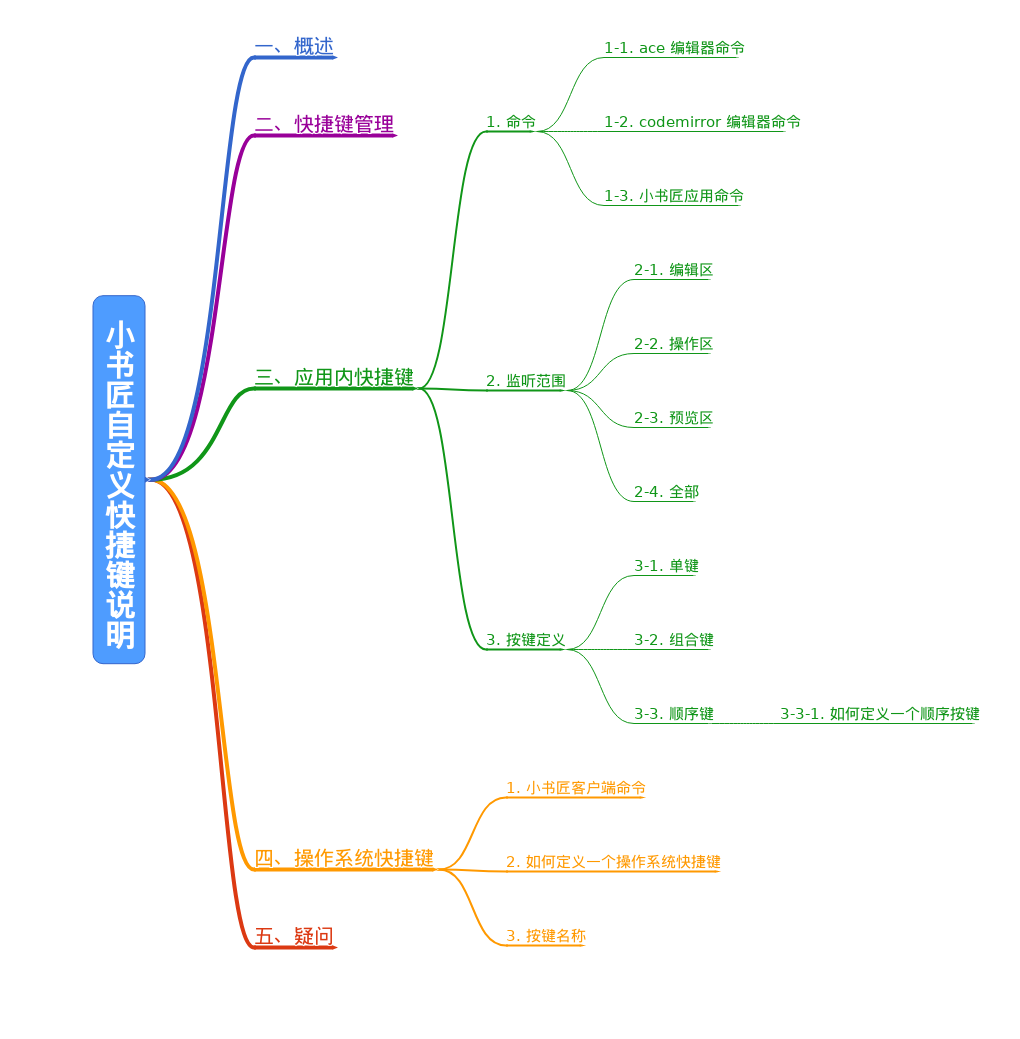 小书匠自定义快捷键说明
一、概述
二、快捷键管理
三、应用内快捷键
1. 命令
1-1. ace 编辑器命令
1-2. codemirror 编辑器命令
1-3. 小书匠应用命令
2. 监听范围
2-1. 编辑区
2-2. 操作区
2-3. 预览区
2-4. 全部
3. 按键定义
3-1. 单键
3-2. 组合键
3-3. 顺序键
3-3-1. 如何定义一个顺序按键
四、操作系统快捷键
1. 小书匠客户端命令
2. 如何定义一个操作系统快捷键
3. 按键名称
五、疑问